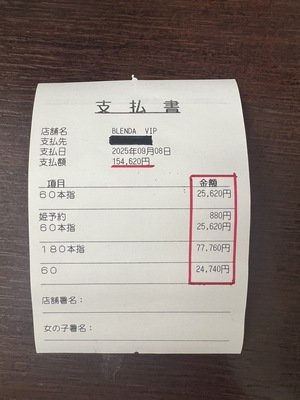 支払書
店舗名 BLENDA VIP
支払先
支払日 2025年09月08日
支払額 154,620円
項目 金額
60本指 25,620円
姫予約 880円
60本指 25,620円
180本指 77,760円
60 24,740円
店舗署名：
女の子署名：